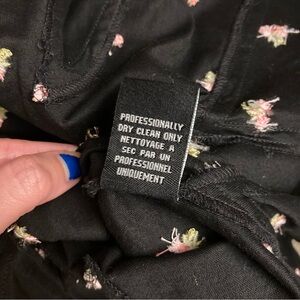 PROFESSIONALLY
DRY CLEAN ONLY
NETTOYAGE A
SEC PAR UN
PROFESSIONNEL
UNIQUEMENT